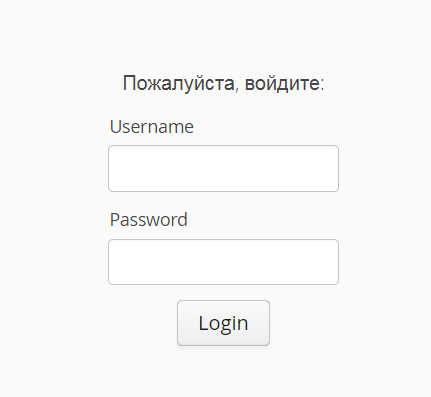 Пожалуйста, войдите:
Username
Password
Login